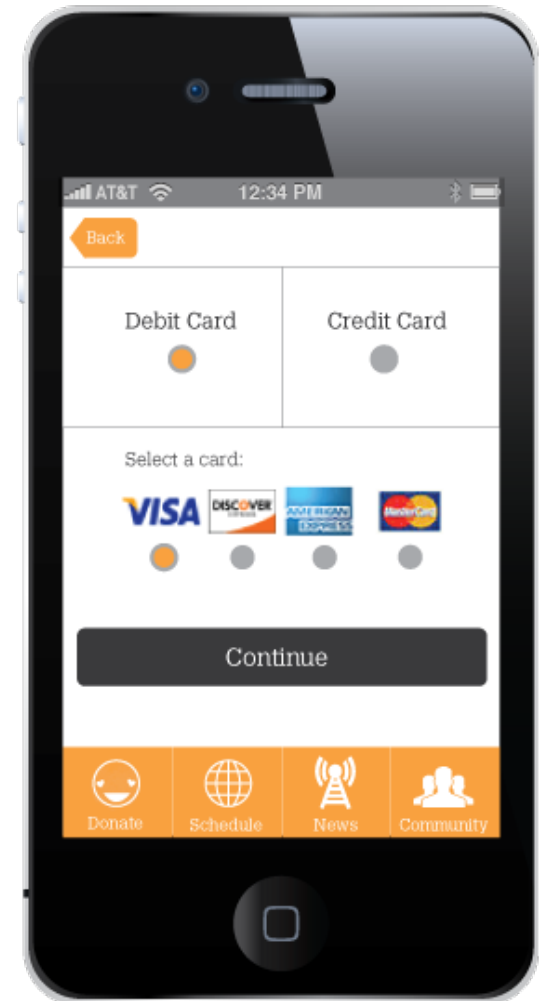 AT&T 12:34 PM
Back
Debit Card Credit Card
Select a card:
VISA DISCOVER AMERICAN EXPRESS MasterCard
Continue
Donate Schedule News Community